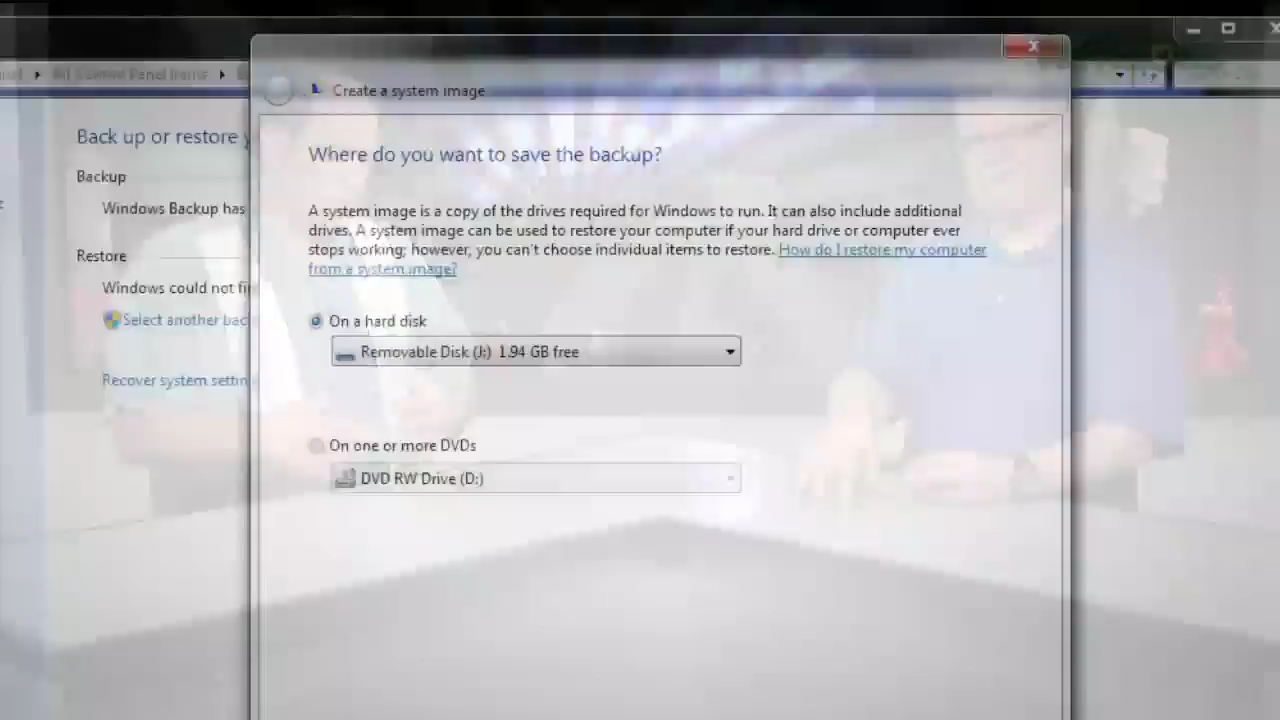 All Control Panel Items
Create a system image
Back up or restore y
Where do you want to save the backup?
Backup
Windows Backup has
A system image is a copy of the drives required for Windows to run. It can also include additional
drives. A system image can be used to restore your computer if your hard drive or computer ever
stops working; however, you can't choose individual items to restore. How do I restore my computer
from a system image?
Restore
Windows could not fi
Select another bac
Recover system settin
On a hard disk
Removable Disk (J:) 1.94 GB free
On one or more DVDs
DVD RW Drive (D:)